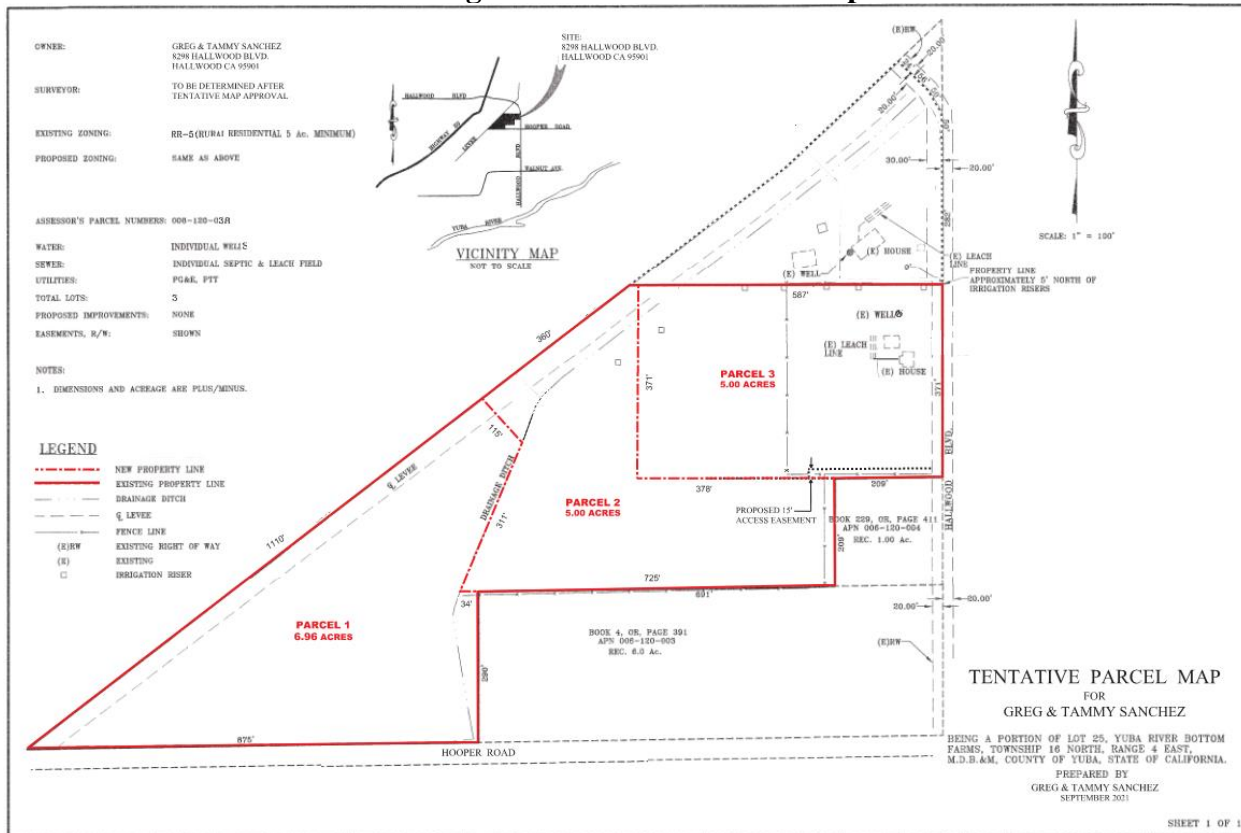 OWNER:
GREG & TAMMY SANCHEZ
8298 HALLWOOD BLVD.
HALLWOOD CA 95901
SURVEYOR:
TO BE DETERMINED AFTER
TENTATIVE MAP APPROVAL
EXISTING ZONING:
RR-5(RURAL RESIDENTIAL 5 Ac. MINIMUM)
PROPOSED ZONING:
SAME AS ABOVE
ASSESSOR'S PARCEL NUMBERS: 006-120-03A
WATER:
INDIVIDUAL WELLS
SEWER:
INDIVIDUAL SEPTIC & LEACH FIELD
UTILITIES:
PG&E, PTT
TOTAL LOTS:
3
PROPOSED IMPROVEMENTS:
NONE
EASEMENTS, R/W:
SHOWN
NOTES:
1. DIMENSIONS AND ACREAGE ARE PLUS/MINUS.
LEGEND
NEW PROPERTY LINE
EXISTING PROPERTY LINE
DRAINAGE DITCH
℄ LEVEE
FENCE LINE
(E)RW
EXISTING RIGHT OF WAY
(E)
EXISTING
IRRIGATION RISER
SITE:
8298 HALLWOOD BLVD.
HALLWOOD CA 95901
HALLWOOD BLVD
HIGHWAY 20
LEVEE
HOOPER ROAD
HALLWOOD BLVD
WALNUT AVE.
YUBA RIVER
VICINITY MAP
NOT TO SCALE
SCALE: 1" = 100'
(E)RW
20.00'
20.00'
30.00'
20.00'
282'
(E) HOUSE
(E) WELL
(E) LEACH
LINE
PROPERTY LINE
APPROXIMATELY 5' NORTH OF
IRRIGATION RISERS
587'
(E) WELL
(E) LEACH
LINE
(E) HOUSE
PARCEL 3
5.00 ACRES
371'
371'
360'
115'
DRAINAGE DITCH
311'
℄ LEVEE
1110'
PARCEL 2
5.00 ACRES
378'
209'
PROPOSED 15'
ACCESS EASEMENT
HALLWOOD BLVD.
BOOK 229, OR, PAGE 411
APN 006-120-004
REC. 1.00 Ac.
209'
725'
691'
34'
20.00'
20.00'
(E)RW
PARCEL 1
6.96 ACRES
BOOK 4, OR, PAGE 391
APN 006-120-003
REC. 6.0 Ac.
290'
875'
HOOPER ROAD
TENTATIVE PARCEL MAP
FOR
GREG & TAMMY SANCHEZ
BEING A PORTION OF LOT 25, YUBA RIVER BOTTOM
FARMS, TOWNSHIP 16 NORTH, RANGE 4 EAST,
M.D.B.&M, COUNTY OF YUBA, STATE OF CALIFORNIA.
PREPARED BY
GREG & TAMMY SANCHEZ
SEPTEMBER 2021
SHEET 1 OF 1